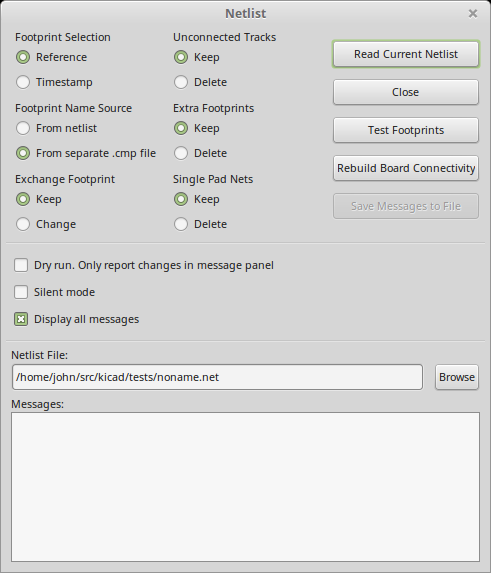 Netlist
Footprint Selection
Reference
Timestamp
Footprint Name Source
From netlist
From separate .cmp file
Exchange Footprint
Keep
Change
Unconnected Tracks
Keep
Delete
Extra Footprints
Keep
Delete
Single Pad Nets
Keep
Delete
Read Current Netlist
Close
Test Footprints
Rebuild Board Connectivity
Save Messages to File
Dry run. Only report changes in message panel
Silent mode
Display all messages
Netlist File:
/home/john/src/kicad/tests/noname.net
Browse
Messages: